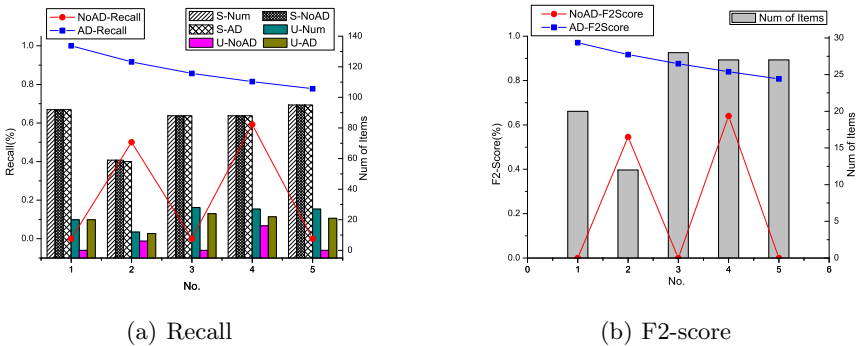 NoAD-Recall
AD-Recall
S-Num
S-NoAD
S-AD
U-Num
U-NoAD
U-AD
1.0
0.8
0.6
0.4
0.2
0.0
Recall(%)
140
120
100
80
60
40
20
0
Num of Items
1 2 3 4 5
No.
(a) Recall
NoAD-F2Score
AD-F2Score
Num of Items
1.0
0.8
0.6
0.4
0.2
0.0
F2-Score(%)
30
25
20
15
10
5
0
Num of Items
0 1 2 3 4 5 6
No.
(b) F2-score